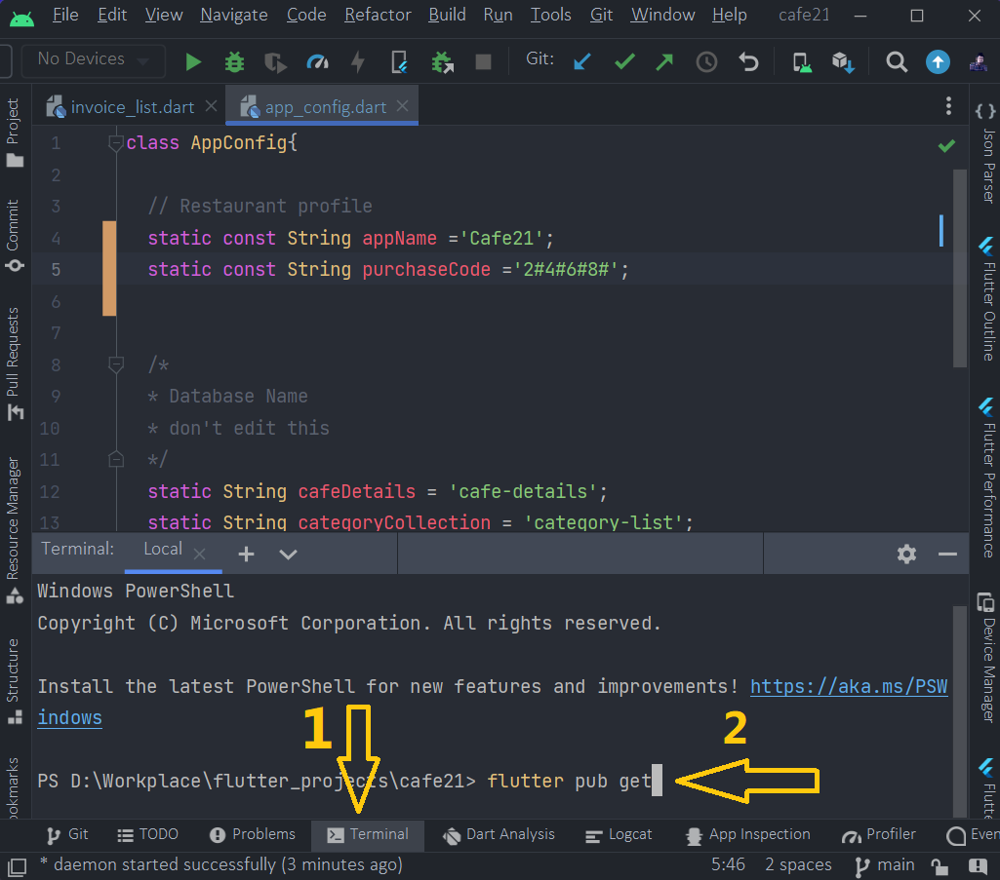 File Edit View Navigate Code Refactor Build Run Tools Git Window Help cafe21
No Devices Git:
invoice_list.dart app_config.dart
Project
Commit
Pull Requests
Resource Manager
Structure
ookmarks
1 class AppConfig{
2
3 // Restaurant profile
4 static const String appName ='Cafe21';
5 static const String purchaseCode ='2#4#6#8#';
6
7
8 /*
9 * Database Name
10 * don't edit this
11 */
12 static String cafeDetails = 'cafe-details';
13 static String categoryCollection = 'category-list';
{ }
Json Parser
Flutter Outline
Flutter Performance
Device Manager
Flutte
Terminal: Local
Windows PowerShell
Copyright (C) Microsoft Corporation. All rights reserved.
Install the latest PowerShell for new features and improvements! https://aka.ms/PSW
indows
1
2
PS D:\Workplace\flutter_projects\cafe21> flutter pub get
Git TODO Problems Terminal Dart Analysis Logcat App Inspection Profiler Even
* daemon started successfully (3 minutes ago) 5:46 2 spaces main